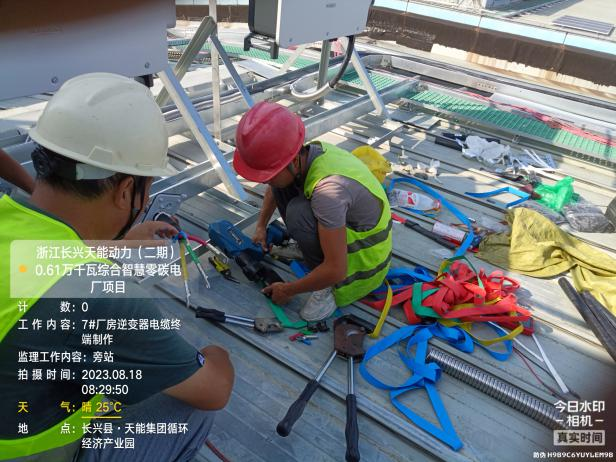 浙江长兴天能动力（二期）
0.61万千瓦综合智慧零碳电
厂项目
计　　数：0
工作内容：7#厂房逆变器电缆终
端制作
监理工作内容：旁站
拍摄时间：2023.08.18
08:29:50
天　　气：晴 25℃
地　　点：长兴县·天能集团循环
经济产业园
今日水印
-相机-
真实时间
防伪 H9B9C6YUYLEM9B